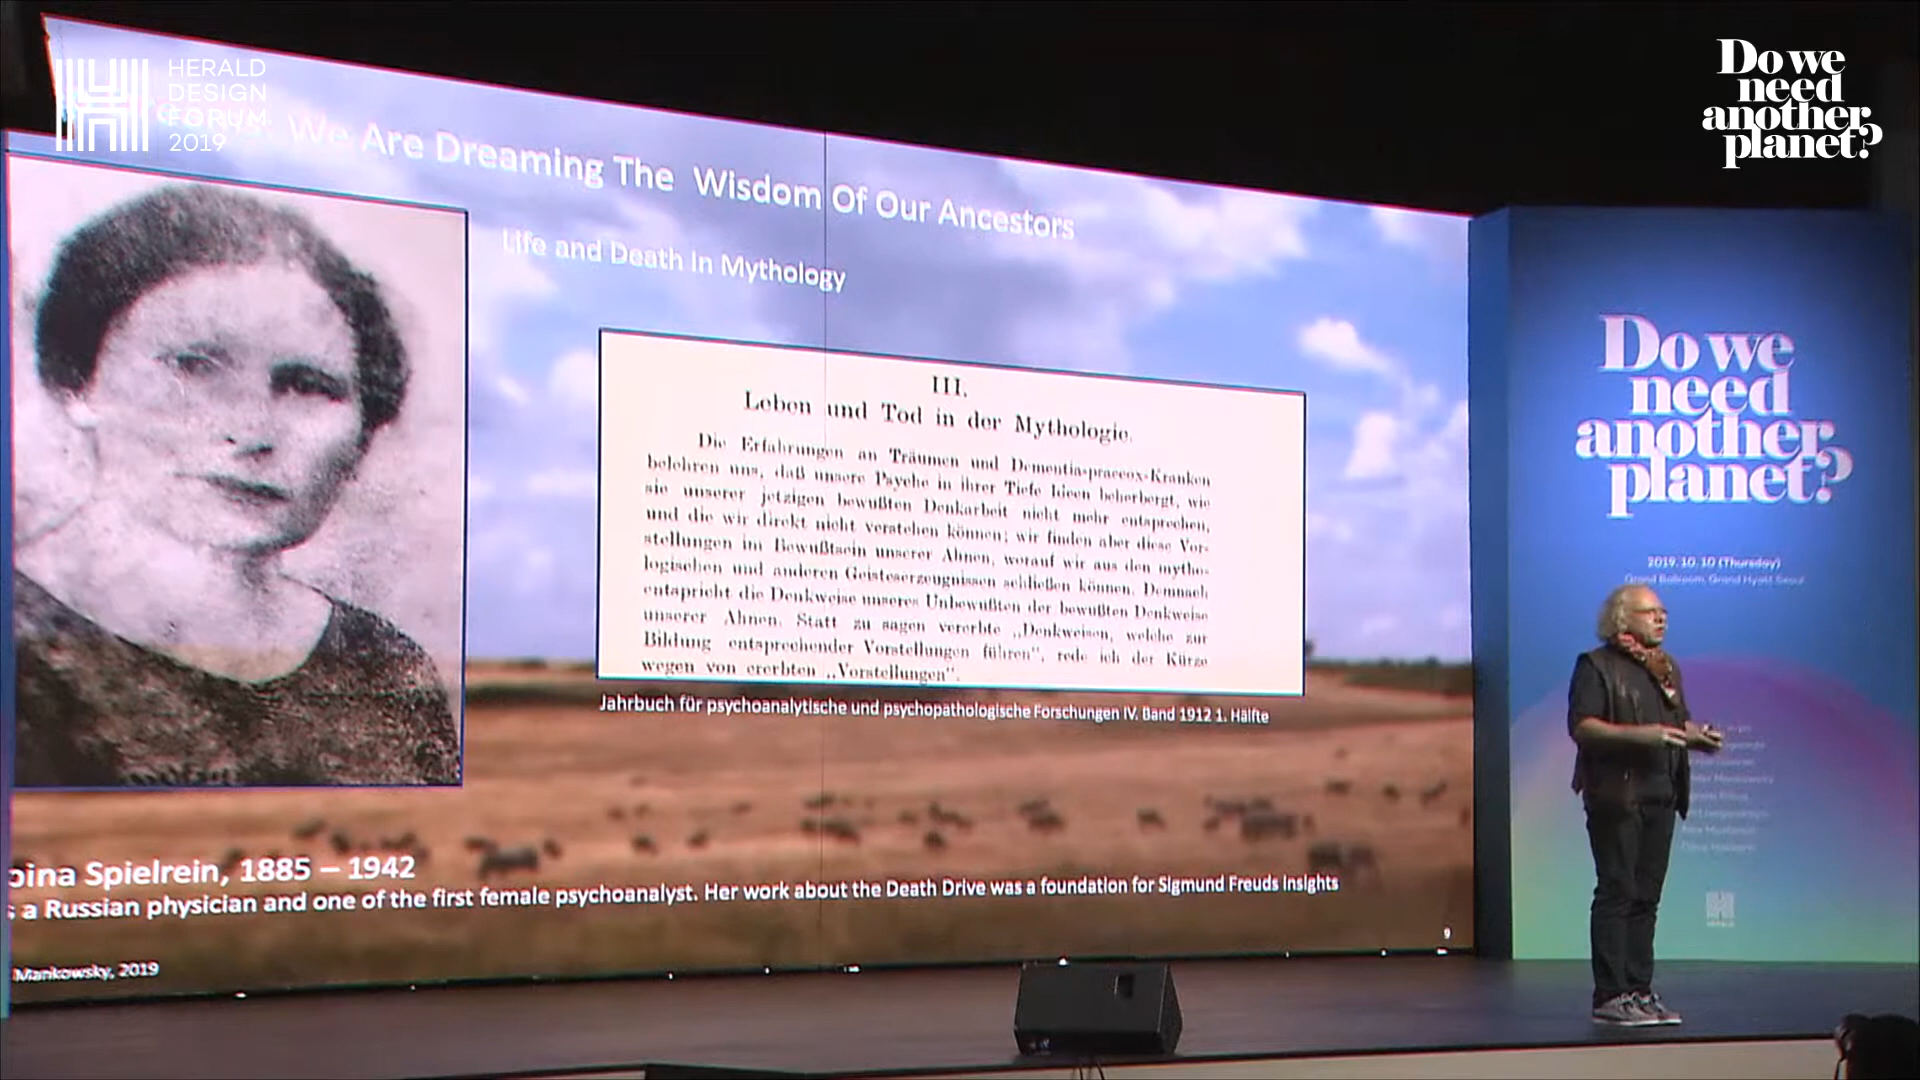 HERALD
DESIGN
FORUM
2019
Do we
need
another
planet?
We Are Dreaming The Wisdom Of Our Ancestors
Life and Death in Mythology
III.
Leben und Tod in der Mythologie.
Die Erfahrungen an Träumen und Dementia-praecox-Kranken
belehren uns, daß unsere Psyche in ihrer Tiefe Ideen beherbergt, wie
sie unserer jetzigen bewußten Denkarbeit nicht mehr entsprechen,
und die wir direkt nicht verstehen können; wir finden aber diese Vor-
stellungen im Bewußtsein unserer Ahnen, worauf wir aus den mytho-
logischen und anderen Geisteserzeugnissen schließen können. Demnach
entspricht die Denkweise unseres Unbewußten der bewußten Denkweise
unserer Ahnen. Statt zu sagen vererbte „Denkweisen, welche zur
Bildung entsprechender Vorstellungen führen“, rede ich der Kürze
wegen von ererbten „Vorstellungen“.
Jahrbuch für psychoanalytische und psychopathologische Forschungen IV. Band 1912 1. Hälfte
bina Spielrein, 1885 – 1942
s a Russian physician and one of the first female psychoanalyst. Her work about the Death Drive was a foundation for Sigmund Freuds Insights
9
Mankowsky, 2019
Do we
need
another
planet?
2019. 10. 10 (Thursday)
Grand Ballroom, Grand Hyatt Seoul